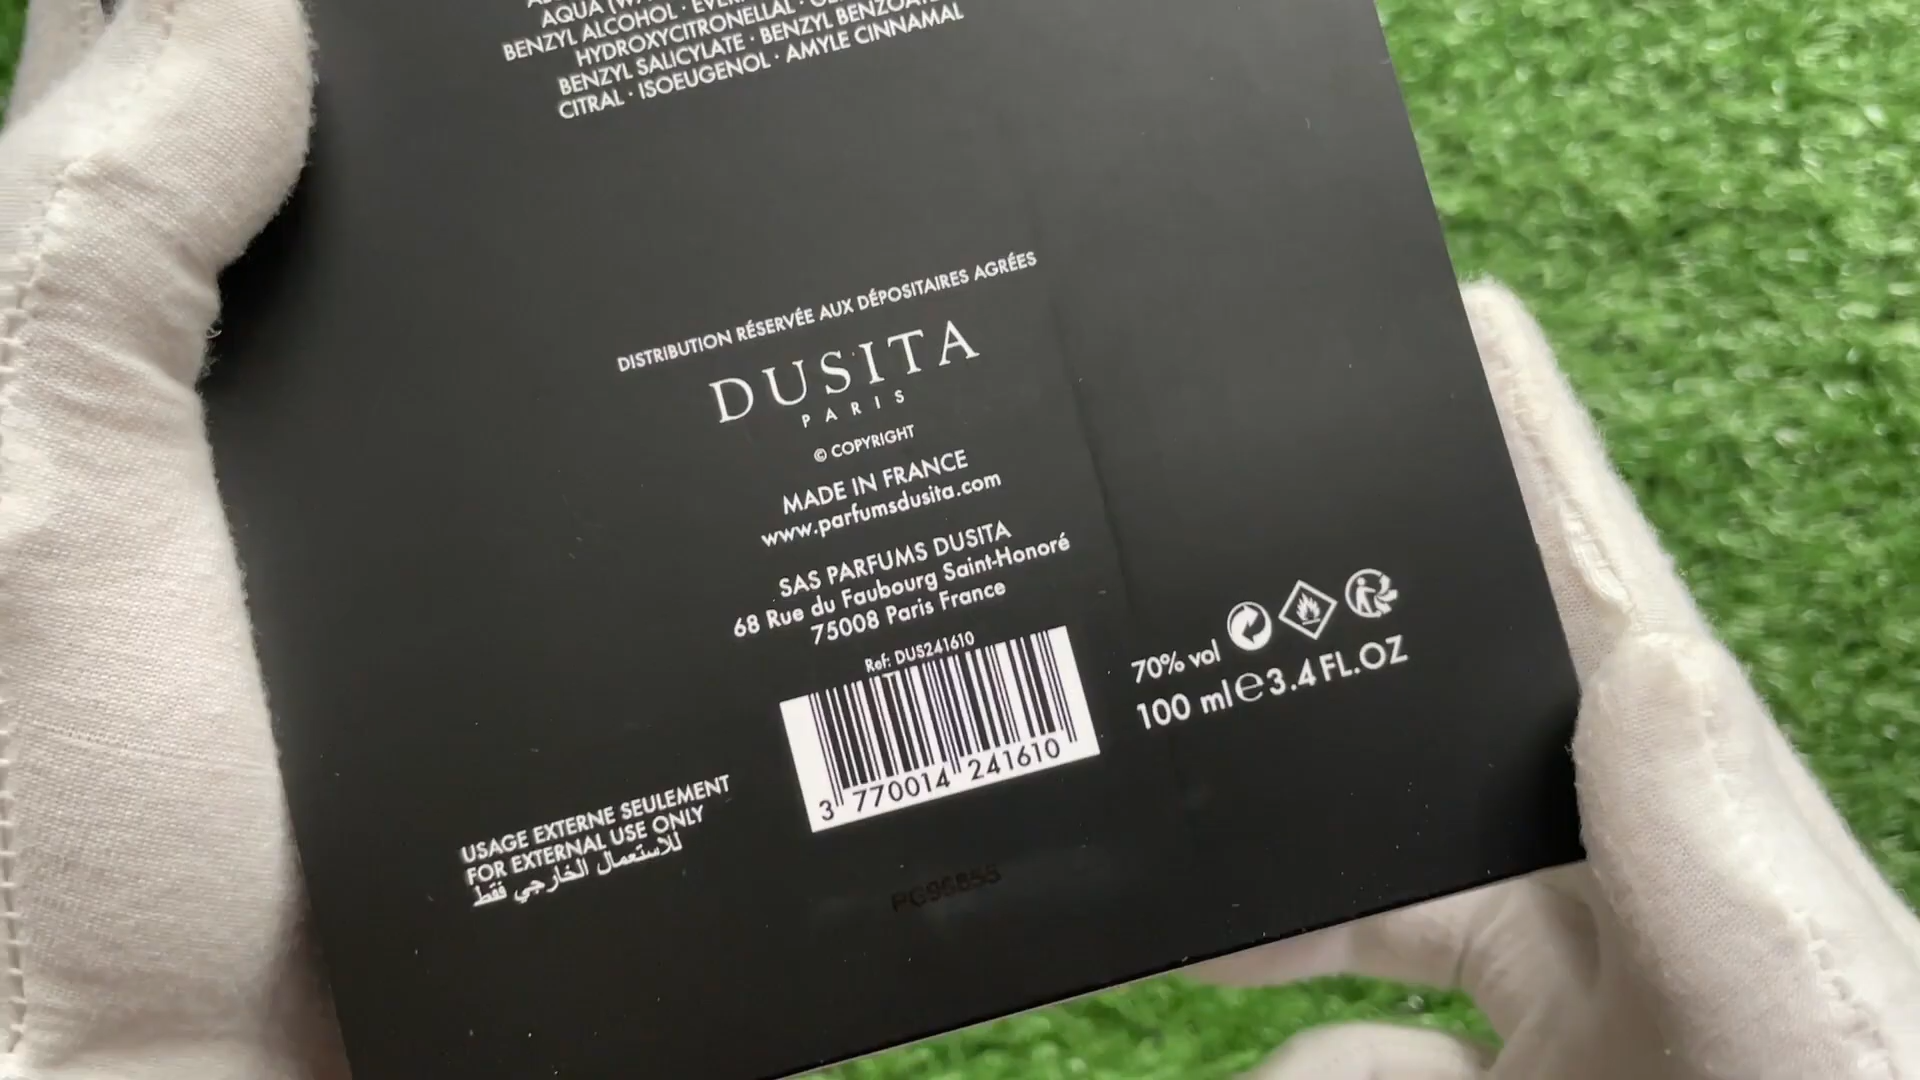 AQUA
BENZYL ALCOHOL ·
HYDROXYCITRONELLAL ·
BENZYL SALICYLATE · BENZYL
CITRAL · ISOEUGENOL · AMYLE CINNAMAL
DISTRIBUTION RÉSERVÉE AUX DÉPOSITAIRES AGRÉES
DUSITA
PARIS
© COPYRIGHT
MADE IN FRANCE
www.parfumsdusita.com
SAS PARFUMS DUSITA
68 Rue du Faubourg Saint-Honoré
75008 Paris France
Ref: DUS241610
3 770014 241610
70% vol
100 ml e 3.4 FL.OZ
USAGE EXTERNE SEULEMENT
FOR EXTERNAL USE ONLY
للاستعمال الخارجي فقط